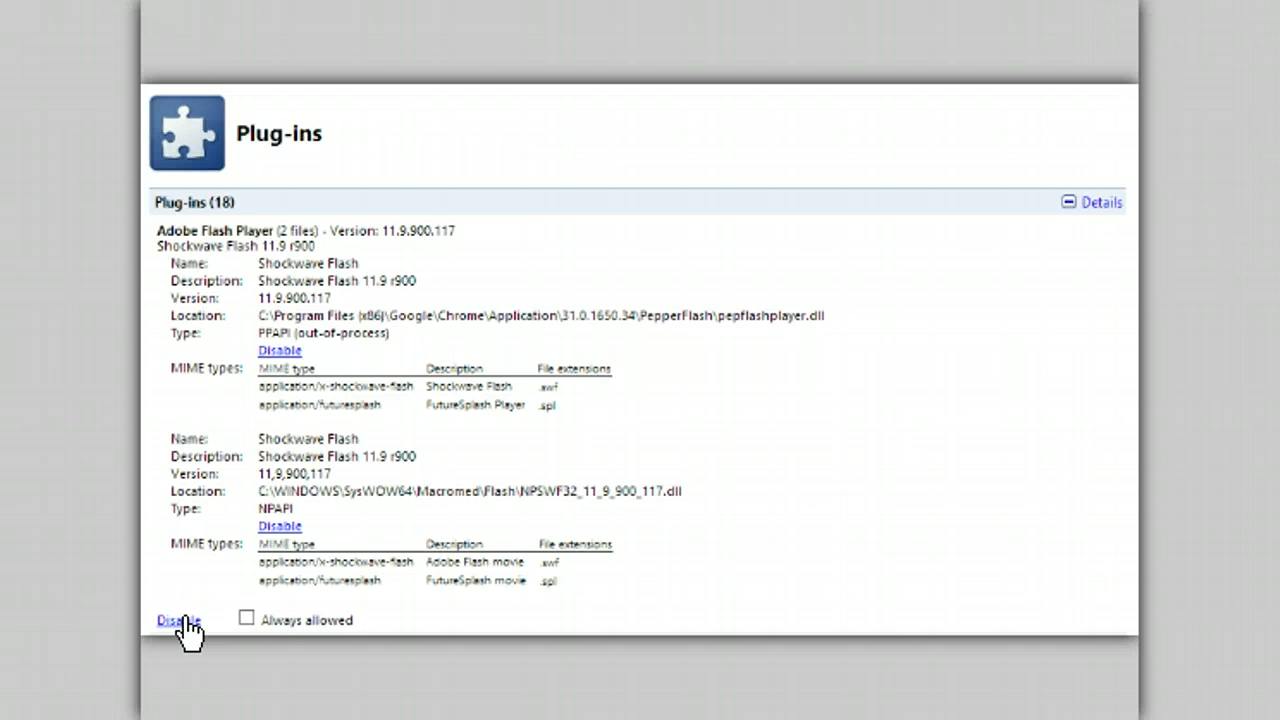 Plug-ins
Plug-ins (18) Details
Adobe Flash Player (2 files) - Version: 11.9.900.117
Shockwave Flash 11.9 r900
Name: Shockwave Flash
Description: Shockwave Flash 11.9 r900
Version: 11.9.900.117
Location: C:\Program Files (x86)\Google\Chrome\Application\31.0.1650.34\PepperFlash\pepflashplayer.dll
Type: PPAPI (out-of-process)
Disable
MIME types: MIME type Description File extensions
application/x-shockwave-flash Shockwave Flash .swf
application/futuresplash FutureSplash Player .spl
Name: Shockwave Flash
Description: Shockwave Flash 11.9 r900
Version: 11,9,900,117
Location: C:\WINDOWS\SysWOW64\Macromed\Flash\NPSWF32_11_9_900_117.dll
Type: NPAPI
Disable
MIME types: MIME type Description File extensions
application/x-shockwave-flash Adobe Flash movie .swf
application/futuresplash FutureSplash movie .spl
Disable Always allowed